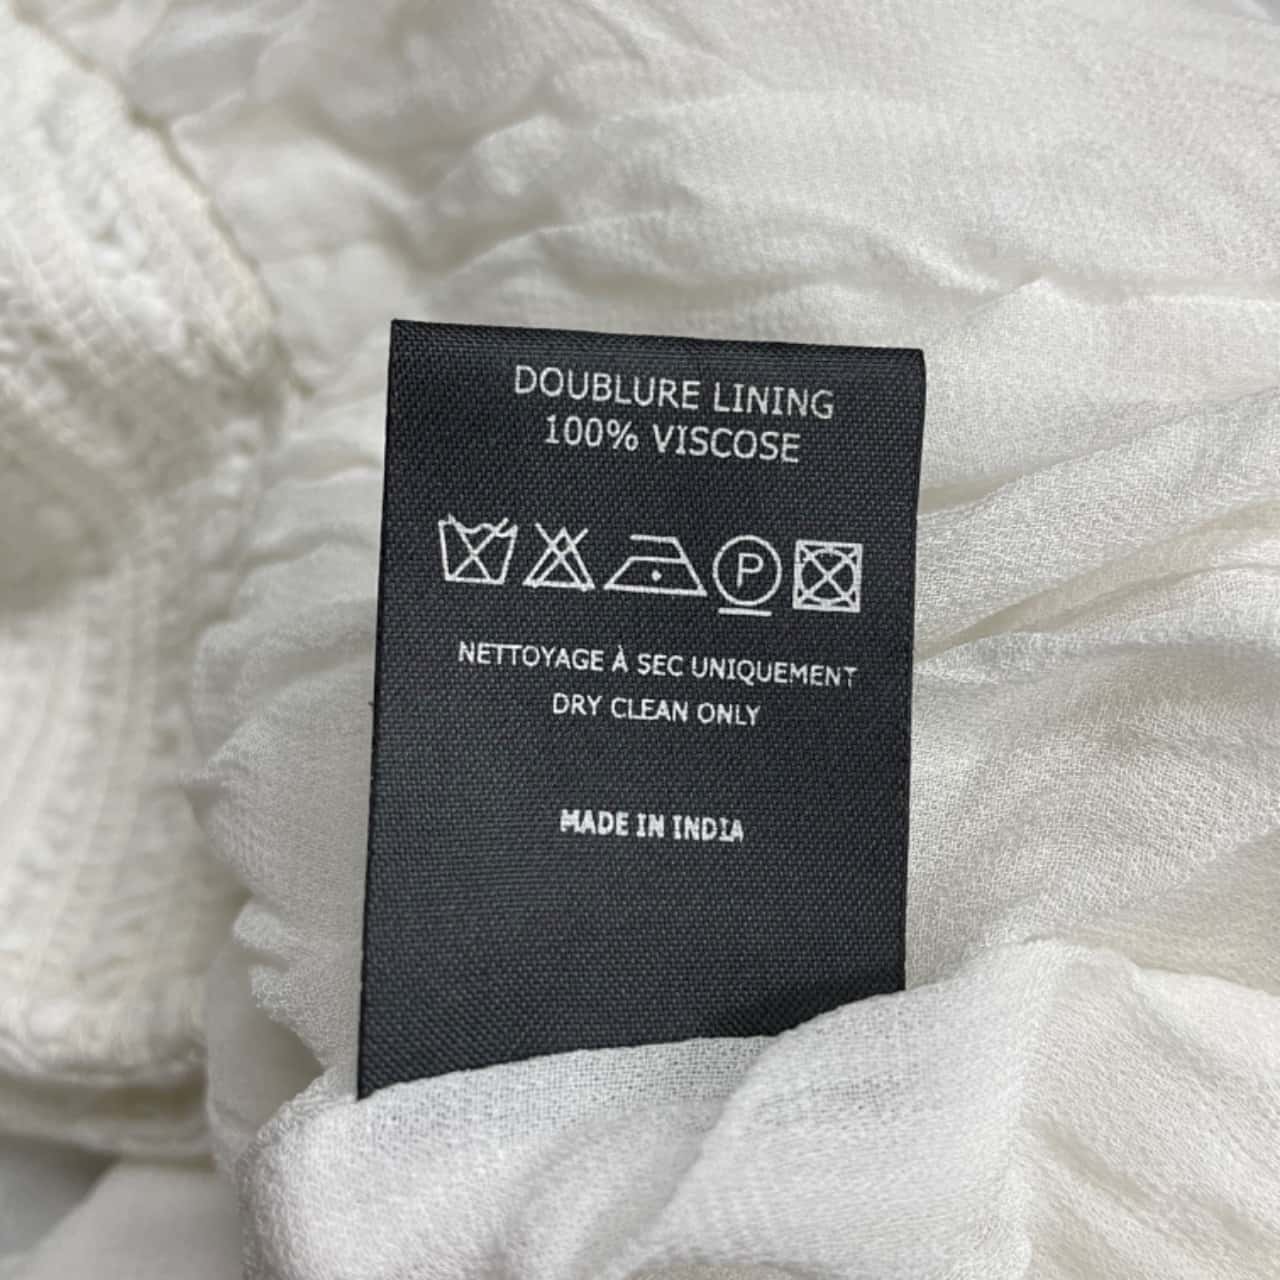 DOUBLURE LINING
100% VISCOSE
P
NETTOYAGE À SEC UNIQUEMENT
DRY CLEAN ONLY
MADE IN INDIA